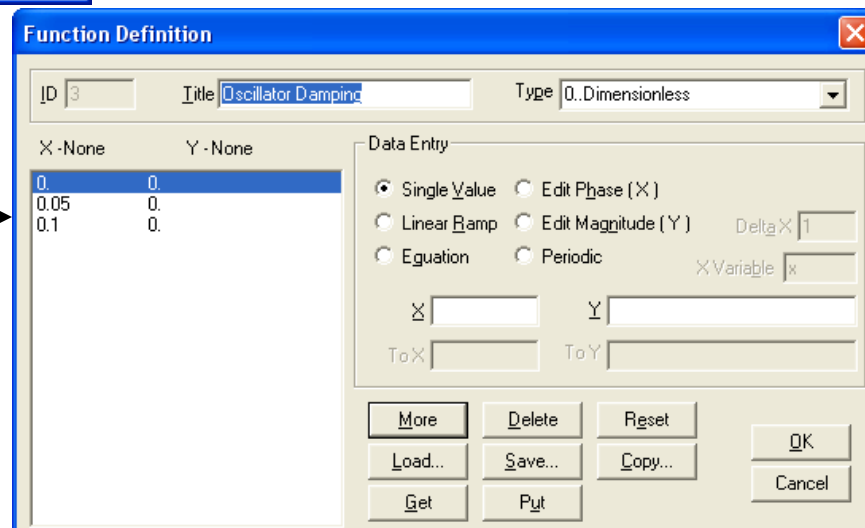 Function Definition
ID 3 Title Oscillator Damping Type 0..Dimensionless
X - None Y - None
0. 0.
0.05 0.
0.1 0.
Data Entry
Single Value Edit Phase ( X )
Linear Ramp Edit Magnitude ( Y ) Delta X 1
Equation Periodic X Variable x
X Y
To X To Y
More Delete Reset
Load... Save... Copy...
Get Put
OK
Cancel